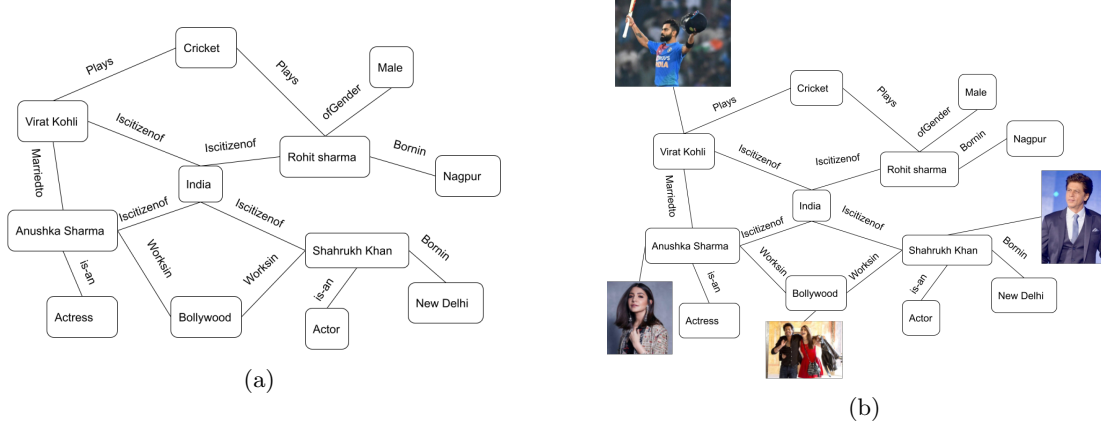 Cricket
Plays
Plays
Male
ofGender
Virat Kohli
Iscitizenof
Iscitizenof
Rohit sharma
Bornin
Nagpur
Marriedto
India
Iscitizenof
Iscitizenof
Anushka Sharma
Worksin
Worksin
Shahrukh Khan
Bornin
is-an
is-an
Actress
Bollywood
Actor
New Delhi
(a)
Cricket
Plays
Plays
Male
ofGender
Bornin
Nagpur
Virat Kohli
Iscitizenof
Iscitizenof
Rohit sharma
Marriedto
India
Iscitizenof
Iscitizenof
Anushka Sharma
Worksin
Worksin
Shahrukh Khan
Bornin
is-an
is-an
Actress
Bollywood
Actor
New Delhi
INDIA
(b)